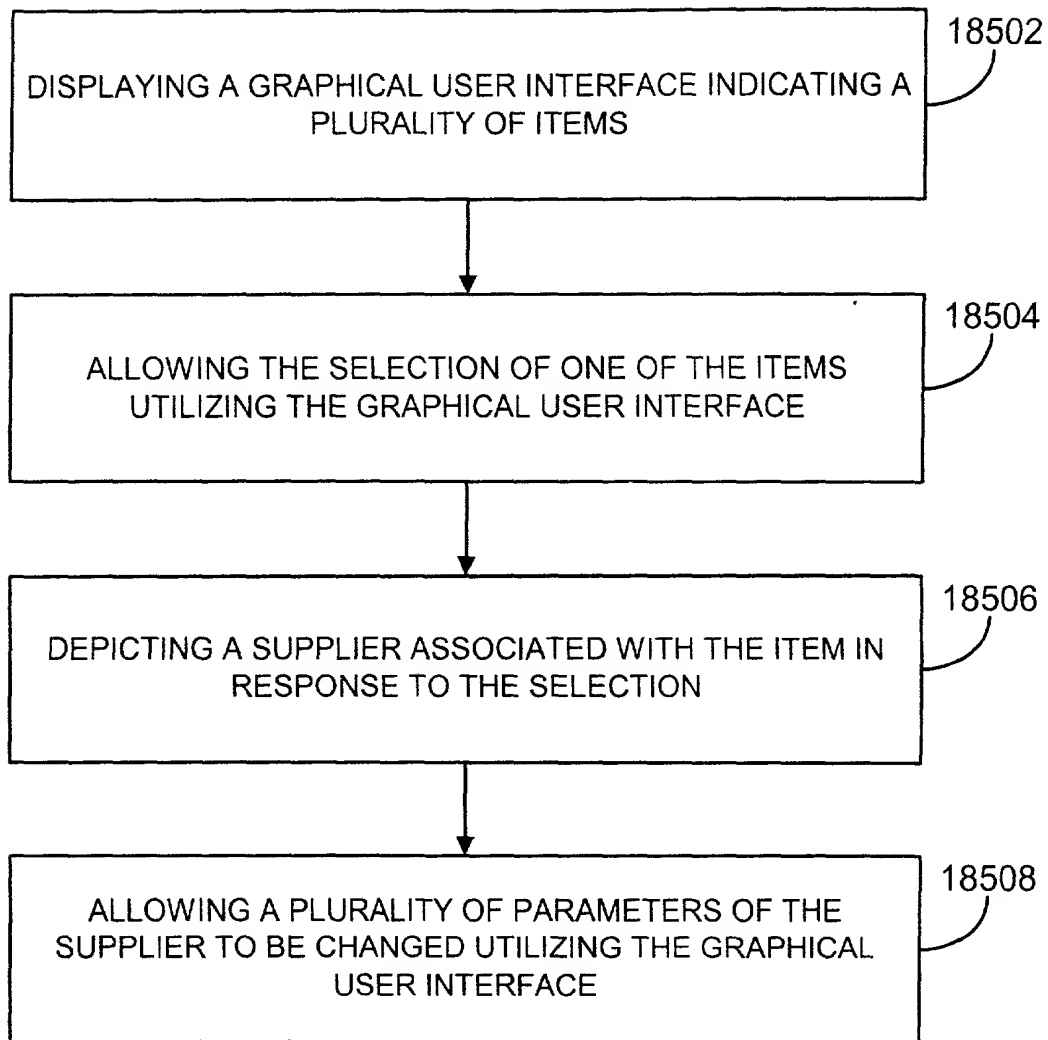 18502
DISPLAYING A GRAPHICAL USER INTERFACE INDICATING A
PLURALITY OF ITEMS
18504
ALLOWING THE SELECTION OF ONE OF THE ITEMS
UTILIZING THE GRAPHICAL USER INTERFACE
18506
DEPICTING A SUPPLIER ASSOCIATED WITH THE ITEM IN
RESPONSE TO THE SELECTION
18508
ALLOWING A PLURALITY OF PARAMETERS OF THE
SUPPLIER TO BE CHANGED UTILIZING THE GRAPHICAL
USER INTERFACE